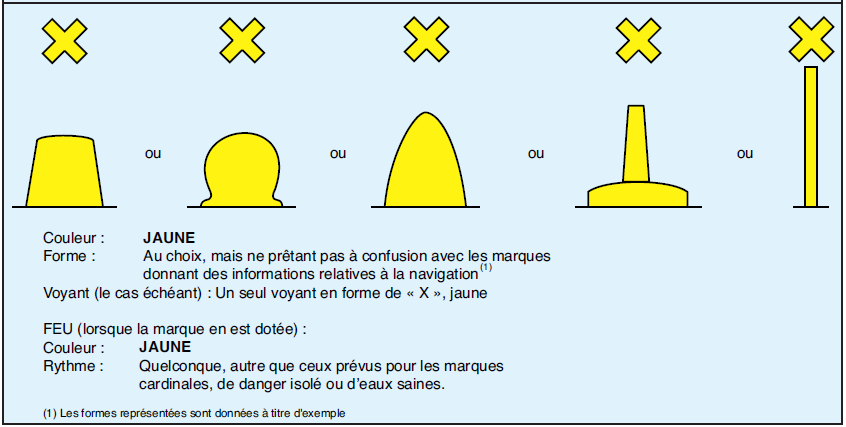 ou ou ou ou
Couleur : JAUNE
Forme : Au choix, mais ne prêtant pas à confusion avec les marques
donnant des informations relatives à la navigation (1)
Voyant (le cas échéant) : Un seul voyant en forme de « X », jaune
FEU (lorsque la marque en est dotée) :
Couleur : JAUNE
Rythme : Quelconque, autre que ceux prévus pour les marques
cardinales, de danger isolé ou d'eaux saines.
(1) Les formes représentées sont données à titre d'exemple